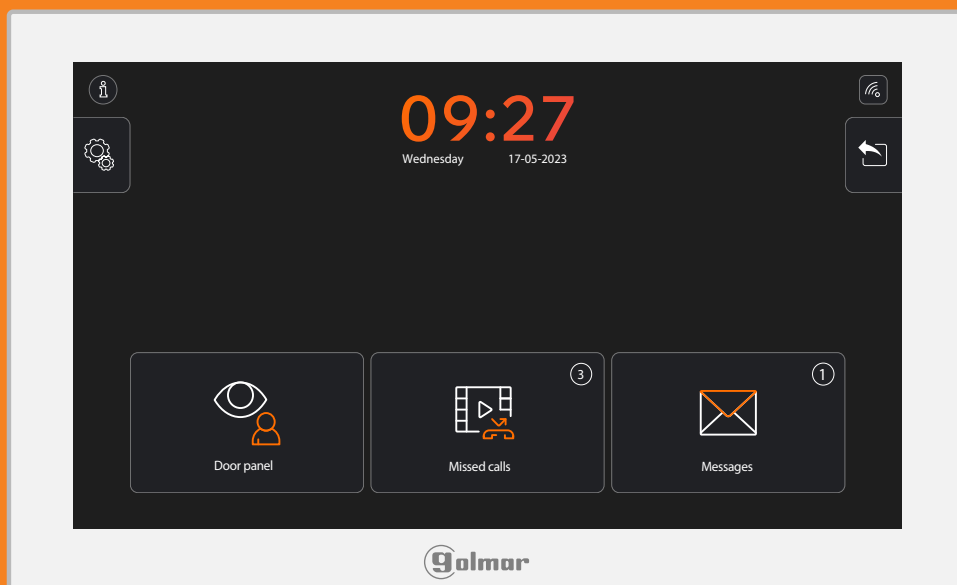 09:27
Wednesday 17-05-2023
3
1
Door panel
Missed calls
Messages
golmar